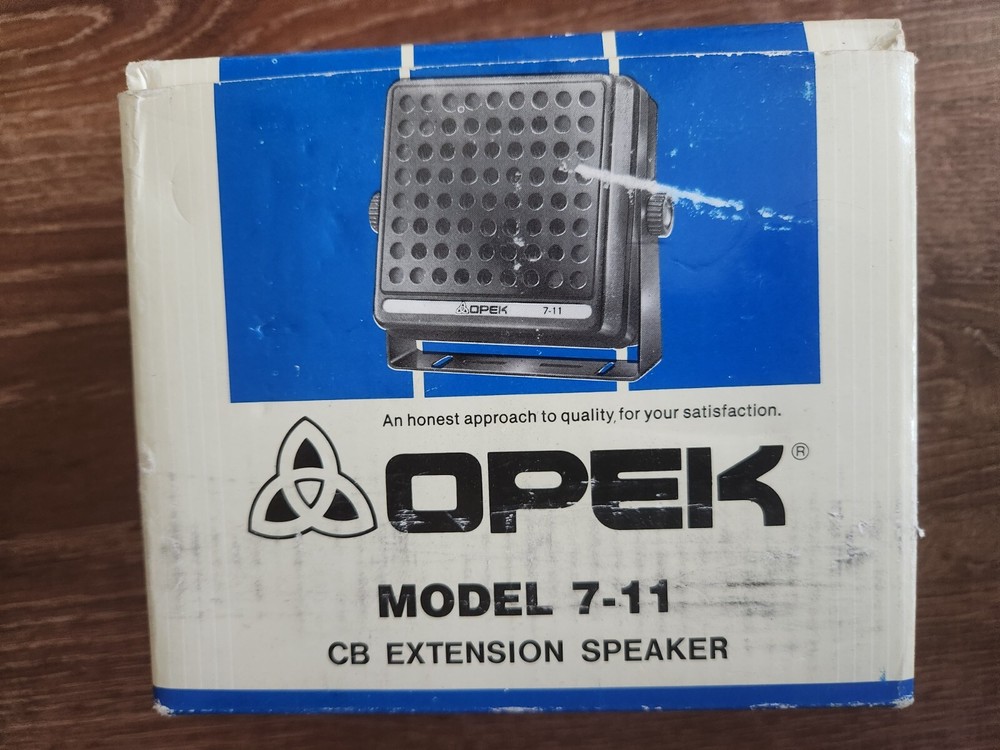 OPEK 7-11
An honest approach to quality, for your satisfaction.
OPEK®
MODEL 7-11
CB EXTENSION SPEAKER